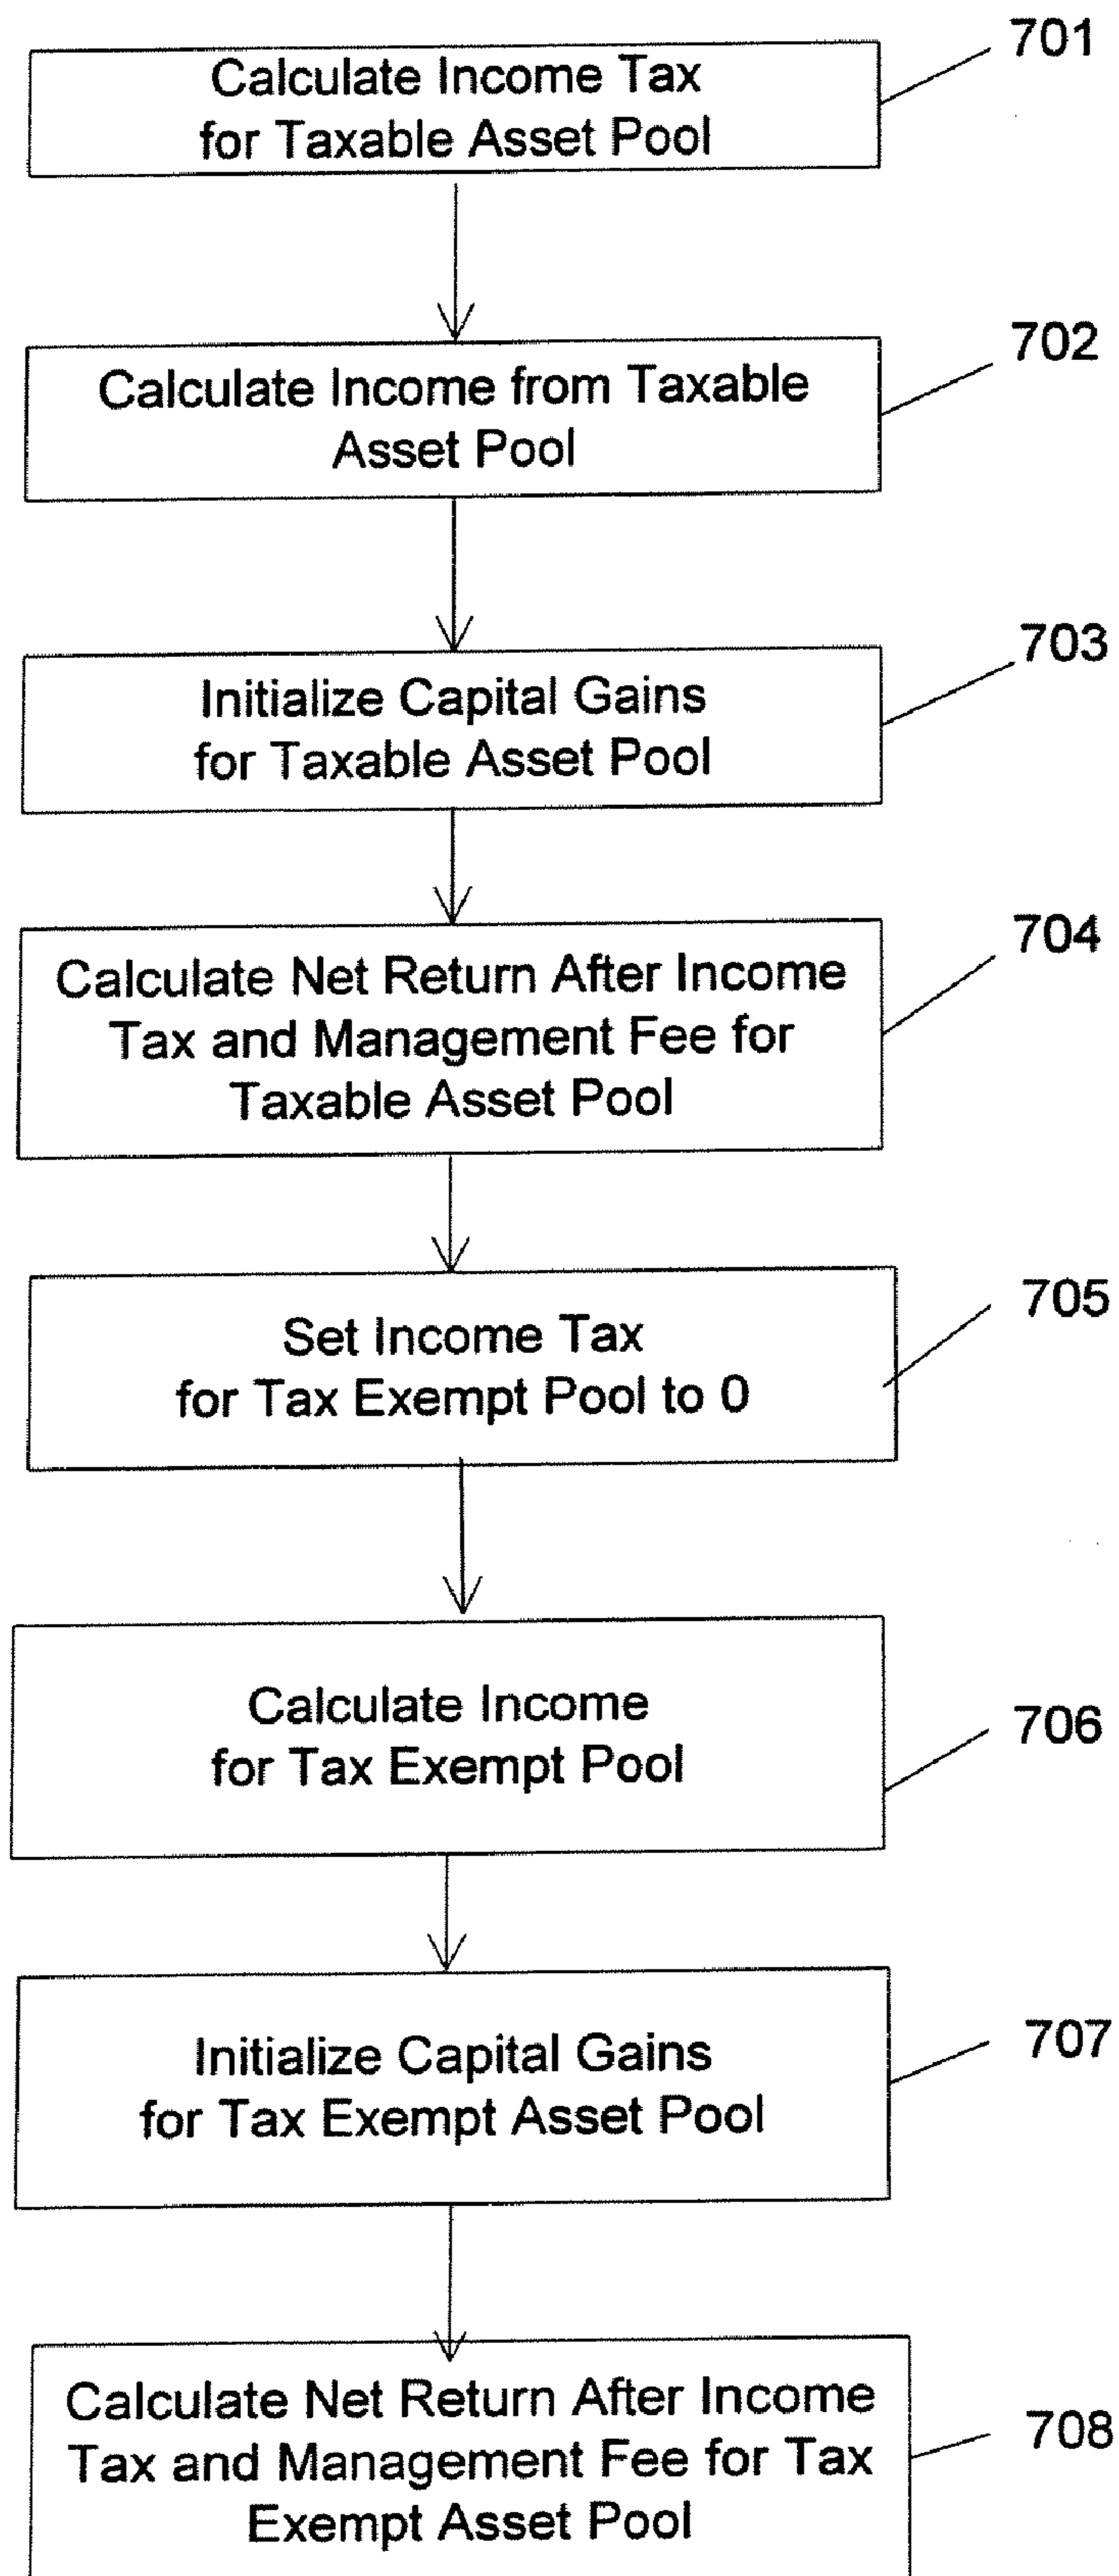 701
Calculate Income Tax
for Taxable Asset Pool
702
Calculate Income from Taxable
Asset Pool
703
Initialize Capital Gains
for Taxable Asset Pool
704
Calculate Net Return After Income
Tax and Management Fee for
Taxable Asset Pool
705
Set Income Tax
for Tax Exempt Pool to 0
706
Calculate Income
for Tax Exempt Pool
707
Initialize Capital Gains
for Tax Exempt Asset Pool
708
Calculate Net Return After Income
Tax and Management Fee for Tax
Exempt Asset Pool